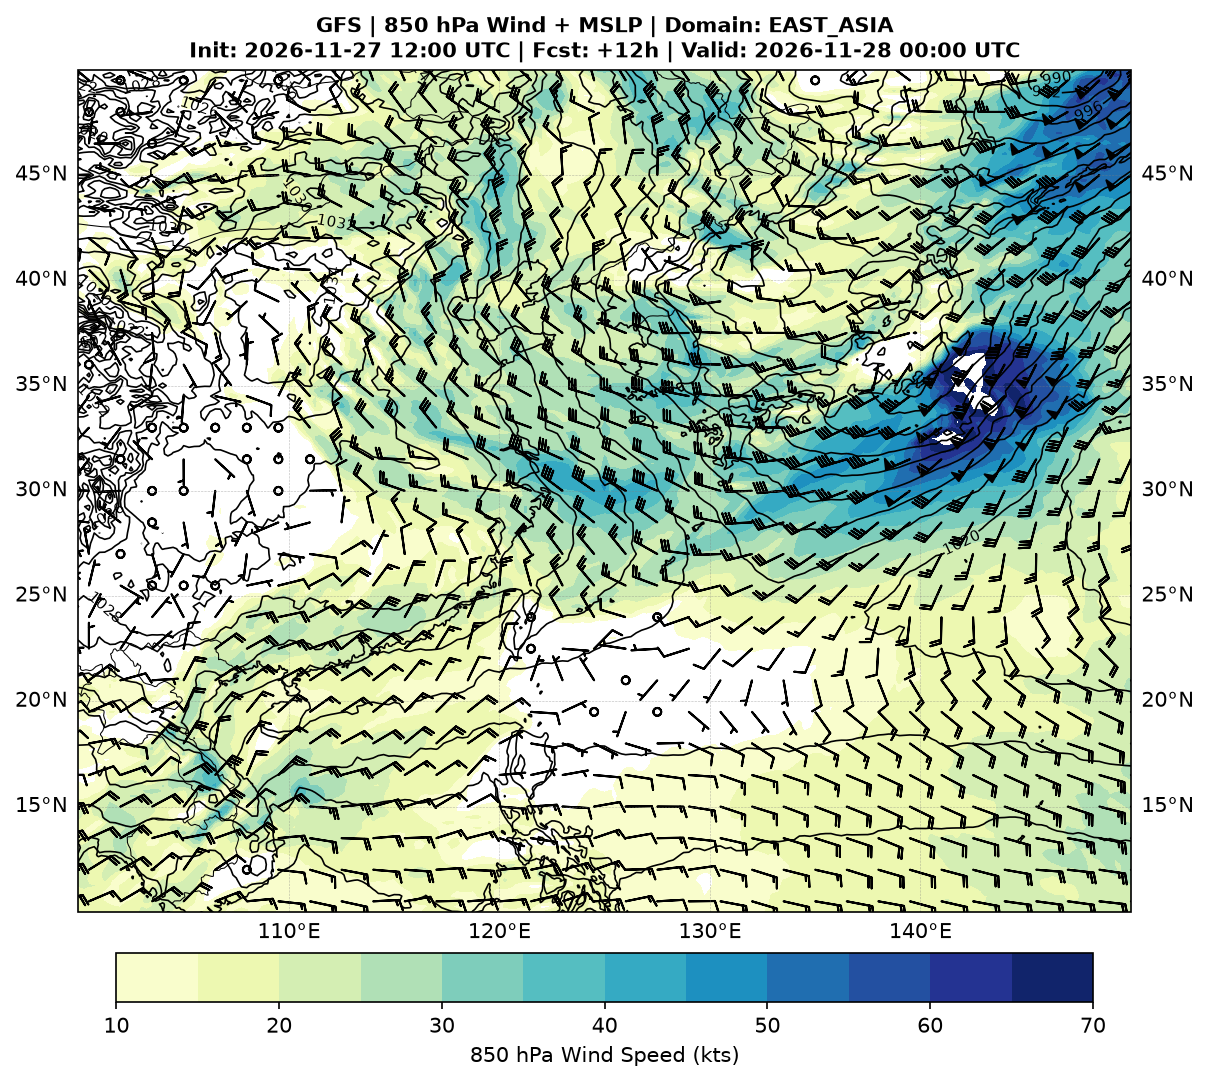 GFS | 850 hPa Wind + MSLP | Domain: EAST_ASIA
Init: 2026-11-27 12:00 UTC | Fcst: +12h | Valid: 2026-11-28 00:00 UTC
990
996
45°N 45°N
1032
40°N 40°N
35°N 35°N
30°N 30°N
1020
25°N 25°N
20°N 20°N
15°N 15°N
110°E 120°E 130°E 140°E
10 20 30 40 50 60 70
850 hPa Wind Speed (kts)